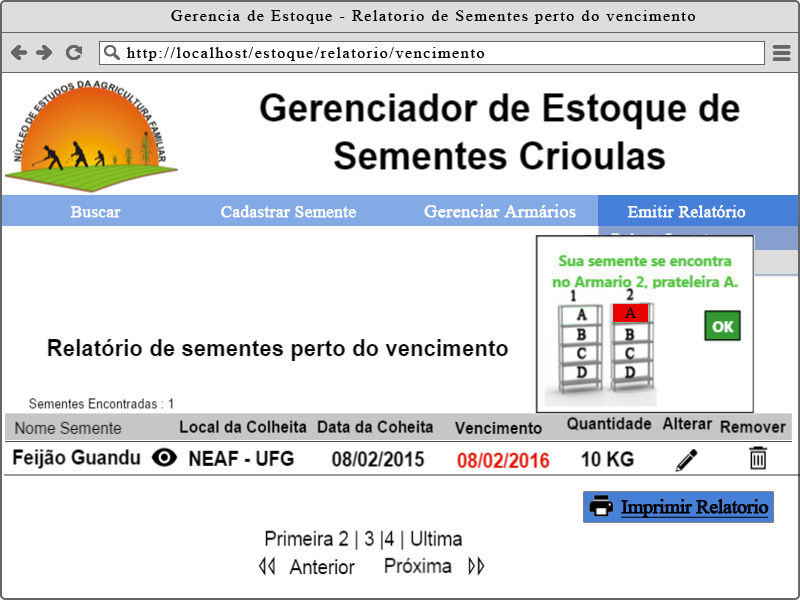 Gerencia de Estoque - Relatorio de Sementes perto do vencimento
http://localhost/estoque/relatorio/vencimento
NÚCLEO DE ESTUDOS DA AGRICULTURA FAMILIAR
Gerenciador de Estoque de
Sementes Crioulas
Buscar Cadastrar Semente Gerenciar Armários Emitir Relatório
Sua semente se encontra
no Armario 2, prateleira A.
1 2
A A
B B
C C
D D
OK
Relatório de sementes perto do vencimento
Sementes Encontradas : 1
Nome Semente Local da Colheita Data da Coheita Vencimento Quantidade Alterar Remover
Feijão Guandu NEAF - UFG 08/02/2015 08/02/2016 10 KG
Imprimir Relatorio
Primeira 2 | 3 |4 | Ultima
Anterior Próxima